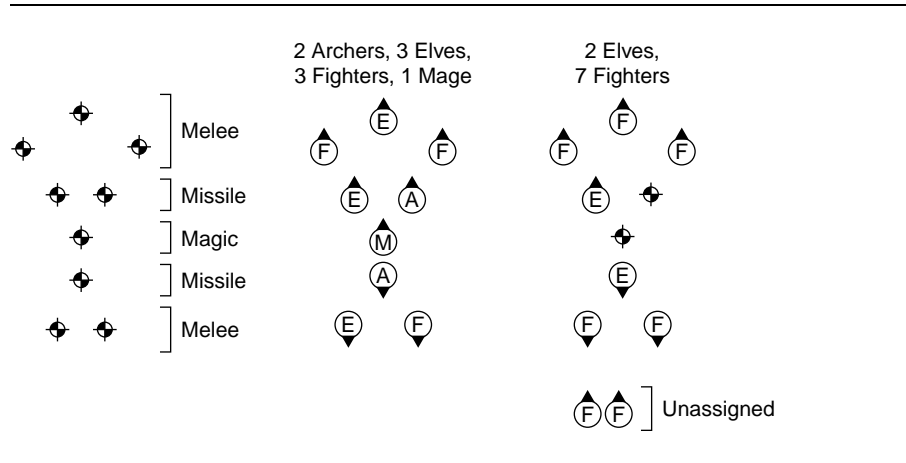 2 Archers, 3 Elves,
3 Fighters, 1 Mage
2 Elves,
7 Fighters
Melee
E
F
F F
F F
Missile
E A
E
Magic
M
Missile
A
E
Melee
E F
F F
F F
Unassigned